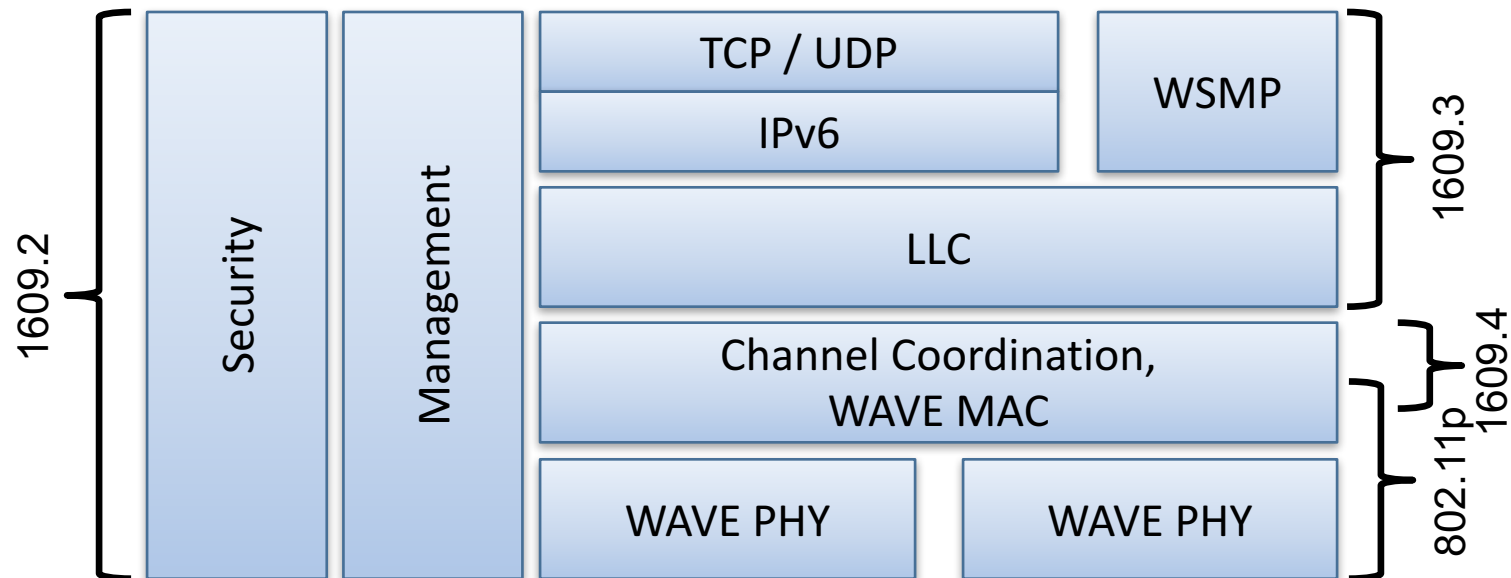 1609.2
Security
Management
TCP / UDP
IPv6
WSMP
LLC
Channel Coordination,
WAVE MAC
WAVE PHY
WAVE PHY
1609.3
1609.4
802.11p